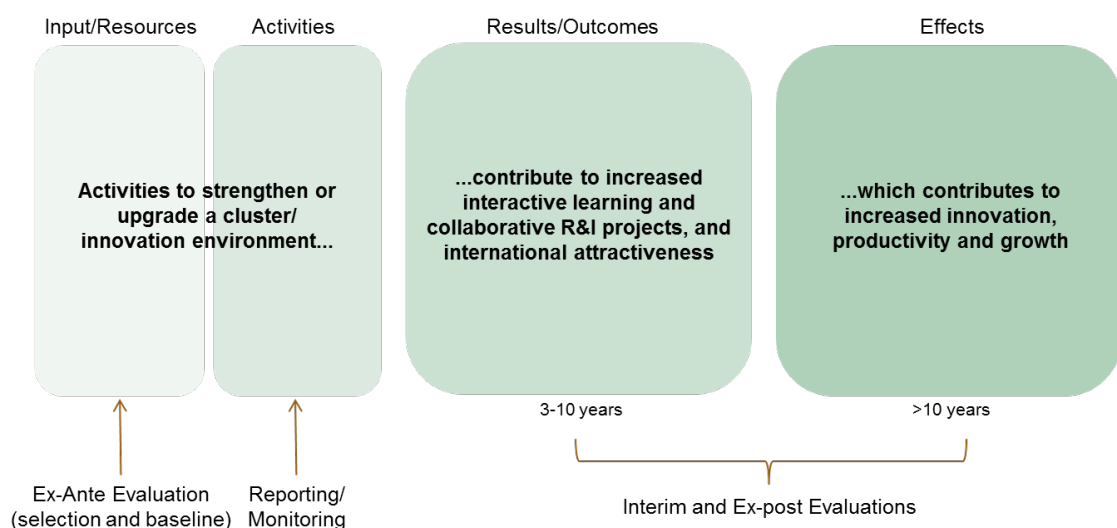 Input/Resources
Activities
Results/Outcomes
Effects
Activities to strengthen or
upgrade a cluster/
innovation environment...
...contribute to increased
interactive learning and
collaborative R&I projects, and
international attractiveness
...which contributes to
increased innovation,
productivity and growth
3-10 years
>10 years
Ex-Ante Evaluation
(selection and baseline)
Reporting/
Monitoring
Interim and Ex-post Evaluations